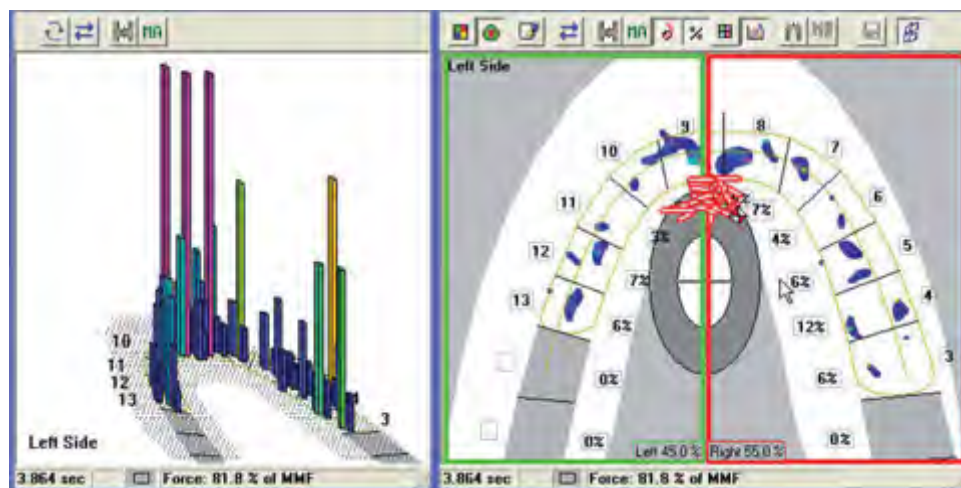 MA
10
11
12
13
3
Left Side
3.864 sec
Force: 81.8 % of MMF
MA
%
Left Side
9
8
10
7
11
6
12
5
13
4
3
7%
3%
4%
7%
6%
6%
12%
0%
6%
0%
0%
Left 45.0 %
Right 55.0 %
3.864 sec
Force: 81.8 % of MMF